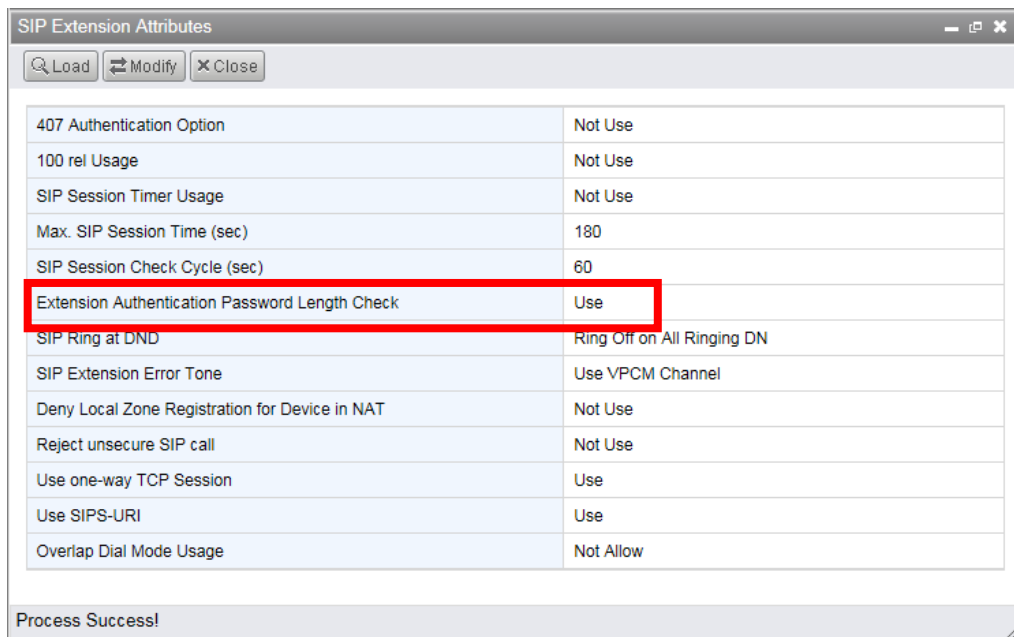 SIP Extension Attributes
Load Modify Close
407 Authentication Option Not Use
100 rel Usage Not Use
SIP Session Timer Usage Not Use
Max. SIP Session Time (sec) 180
SIP Session Check Cycle (sec) 60
Extension Authentication Password Length Check Use
SIP Ring at DND Ring Off on All Ringing DN
SIP Extension Error Tone Use VPCM Channel
Deny Local Zone Registration for Device in NAT Not Use
Reject unsecure SIP call Not Use
Use one-way TCP Session Use
Use SIPS-URI Use
Overlap Dial Mode Usage Not Allow
Process Success!